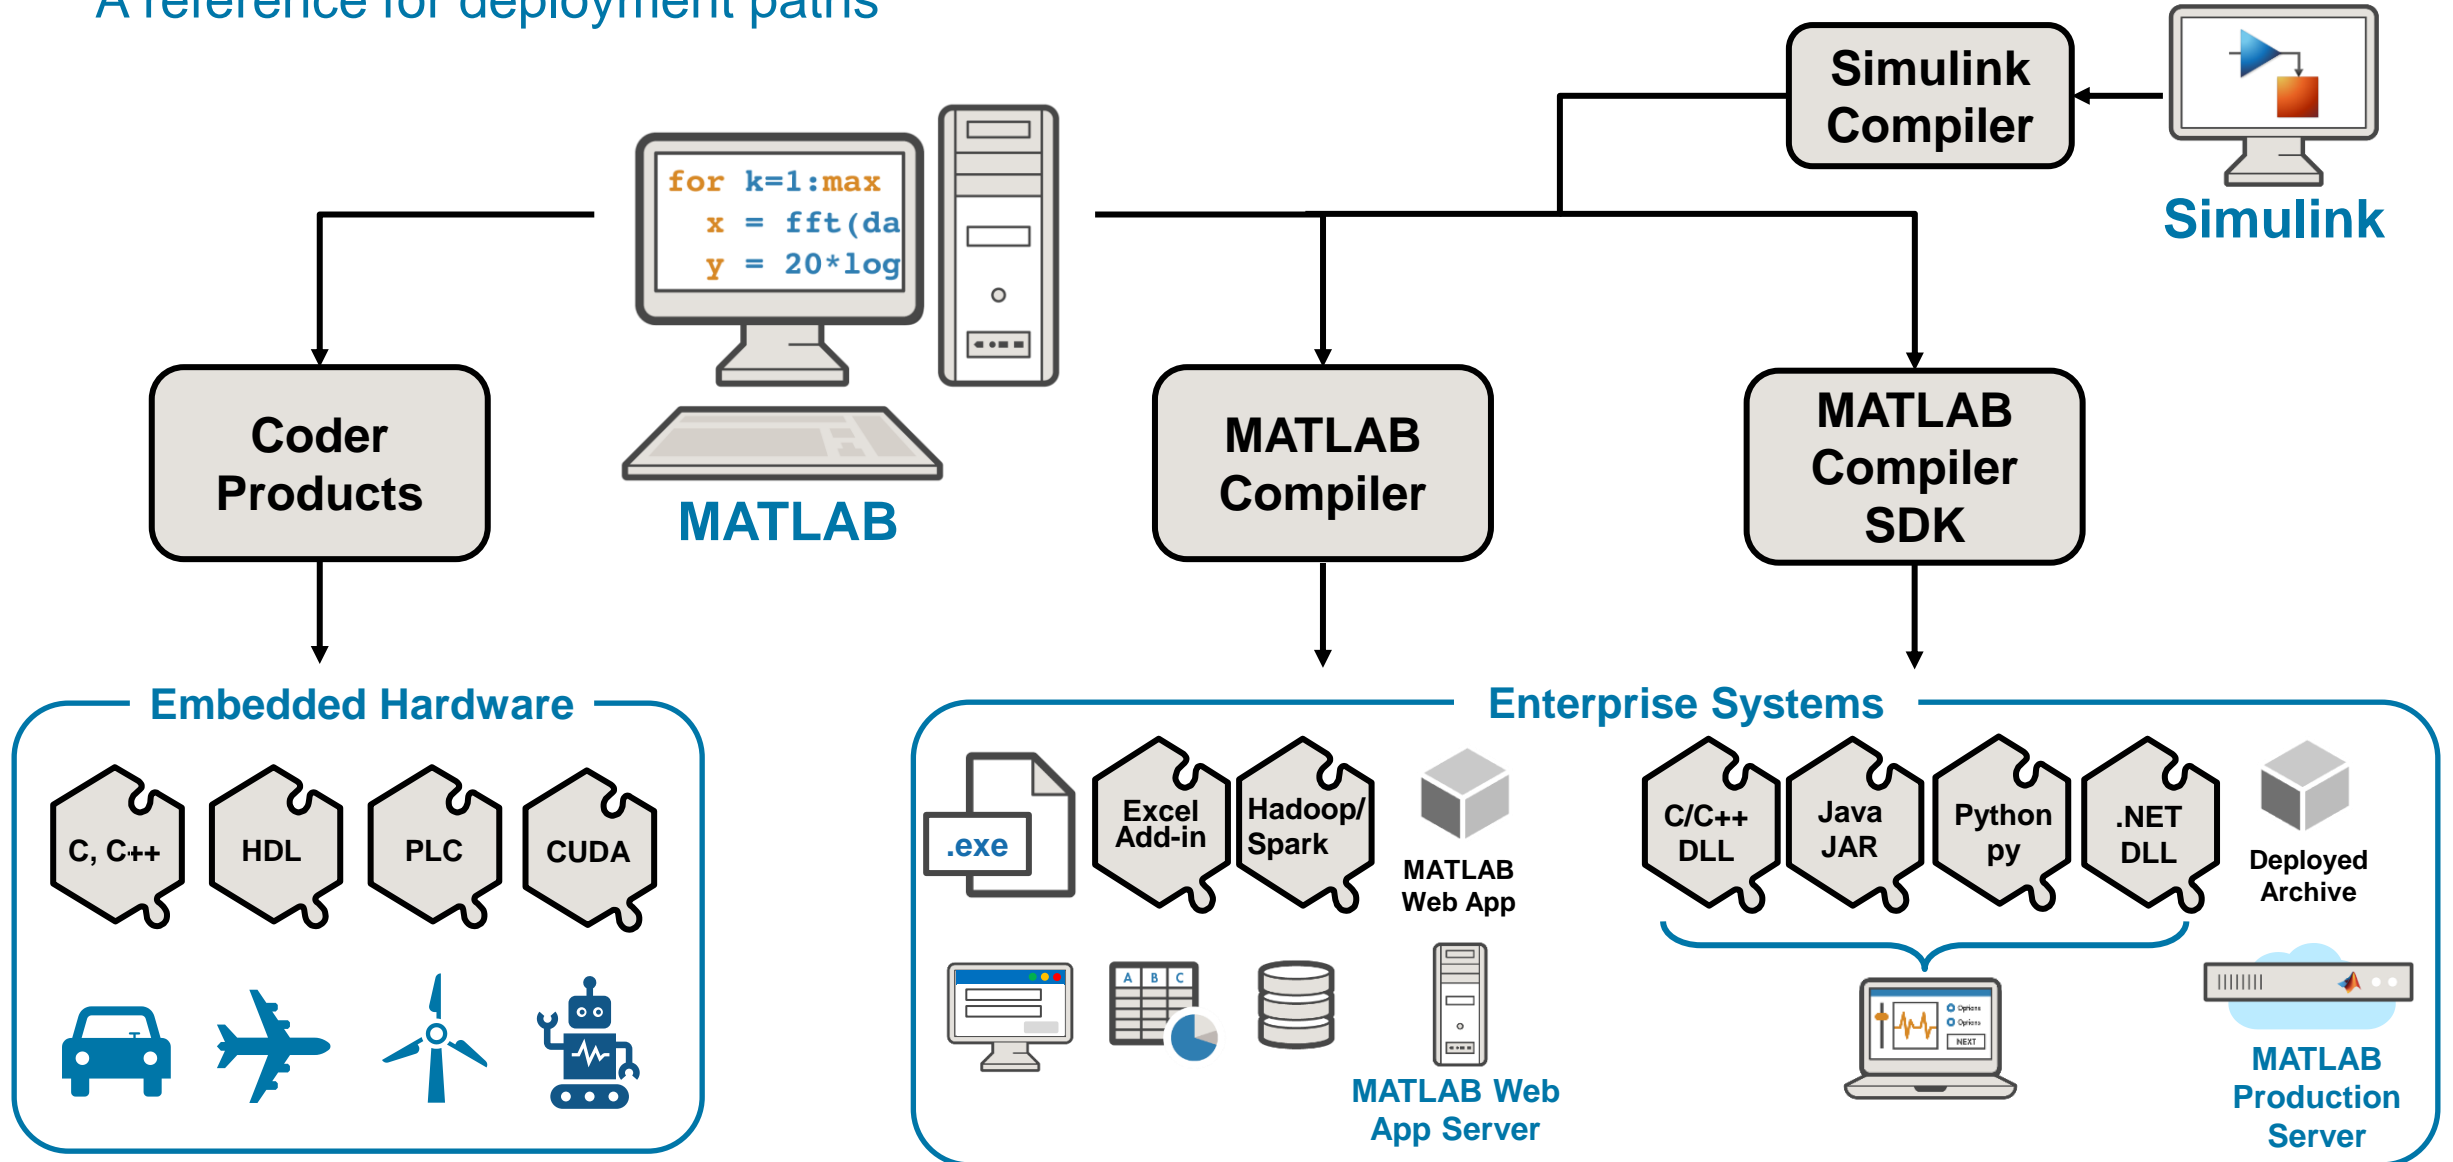 A reference for deployment paths
Simulink
Compiler
Simulink
for k=1:max
x = fft(da
y = 20*log
MATLAB
Coder
Products
MATLAB
Compiler
MATLAB
Compiler
SDK
Embedded Hardware
C, C++
HDL
PLC
CUDA
Enterprise Systems
.exe
Excel
Add-in
Hadoop/
Spark
MATLAB
Web App
C/C++
DLL
Java
JAR
Python
py
.NET
DLL
Deployed
Archive
A B C
MATLAB Web
App Server
Options
Options
NEXT
MATLAB
Production
Server